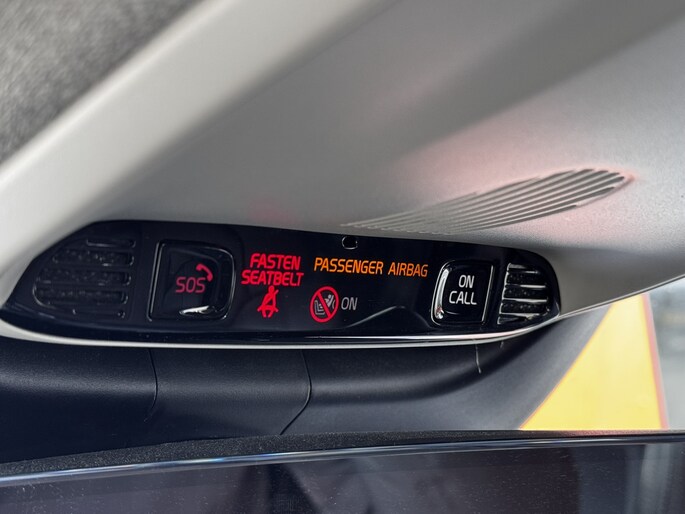 SOS
FASTEN
SEATBELT
PASSENGER AIRBAG
ON
ON
CALL